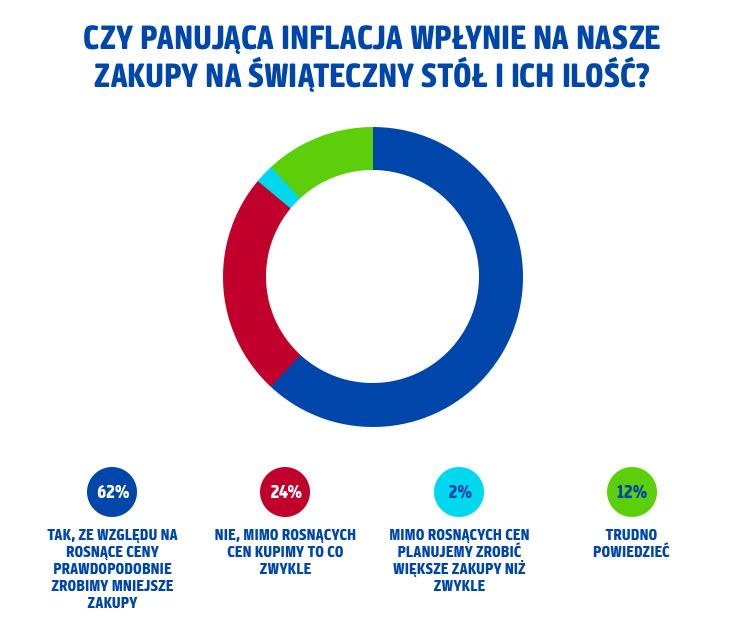 CZY PANUJĄCA INFLACJA WPŁYNIE NA NASZE
ZAKUPY NA ŚWIĄTECZNY STÓŁ I ICH ILOŚĆ?
62%
TAK, ZE WZGLĘDU NA
ROSNĄCE CENY
PRAWDOPODOBNIE
ZROBIMY MNIEJSZE
ZAKUPY
24%
NIE, MIMO ROSNĄCYCH
CEN KUPIMY TO CO
ZWYKLE
2%
MIMO ROSNĄCYCH CEN
PLANUJEMY ZROBIĆ
WIĘKSZE ZAKUPY NIŻ
ZWYKLE
12%
TRUDNO
POWIEDZIEĆ